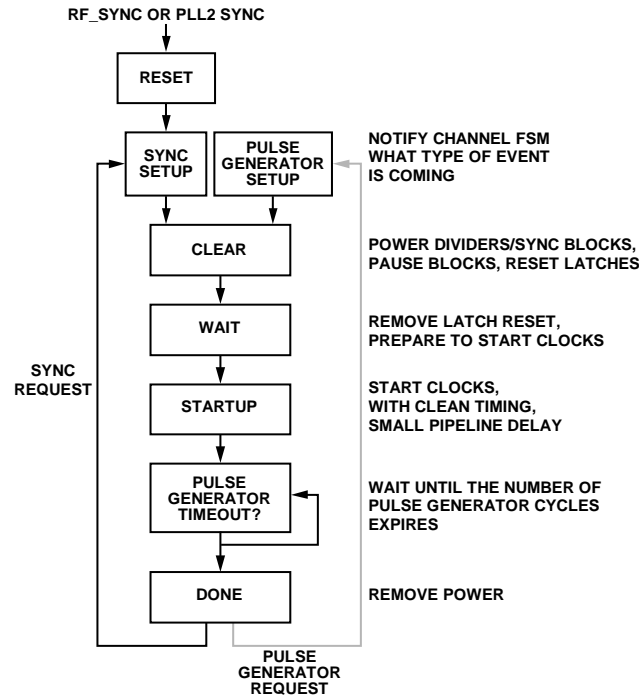 RF_SYNC OR PLL2 SYNC
RESET
SYNC
SETUP
PULSE
GENERATOR
SETUP
NOTIFY CHANNEL FSM
WHAT TYPE OF EVENT
IS COMING
CLEAR
POWER DIVIDERS/SYNC BLOCKS,
PAUSE BLOCKS, RESET LATCHES
WAIT
REMOVE LATCH RESET,
PREPARE TO START CLOCKS
SYNC
REQUEST
STARTUP
START CLOCKS,
WITH CLEAN TIMING,
SMALL PIPELINE DELAY
PULSE
GENERATOR
TIMEOUT?
WAIT UNTIL THE NUMBER OF
PULSE GENERATOR CYCLES
EXPIRES
DONE
REMOVE POWER
PULSE
GENERATOR
REQUEST